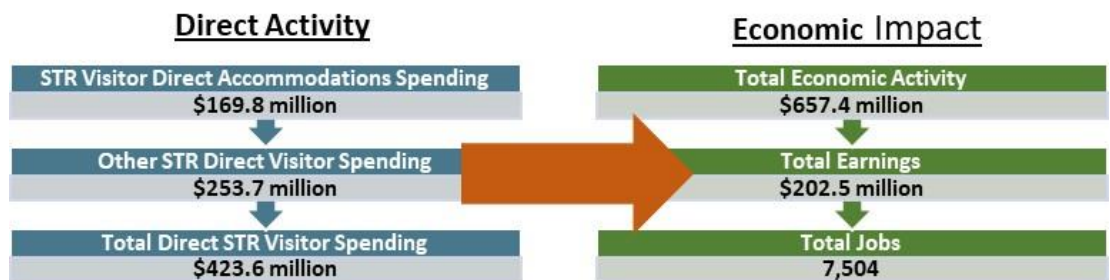 Direct Activity
STR Visitor Direct Accommodations Spending
$169.8 million
Other STR Direct Visitor Spending
$253.7 million
Total Direct STR Visitor Spending
$423.6 million
Economic Impact
Total Economic Activity
$657.4 million
Total Earnings
$202.5 million
Total Jobs
7,504